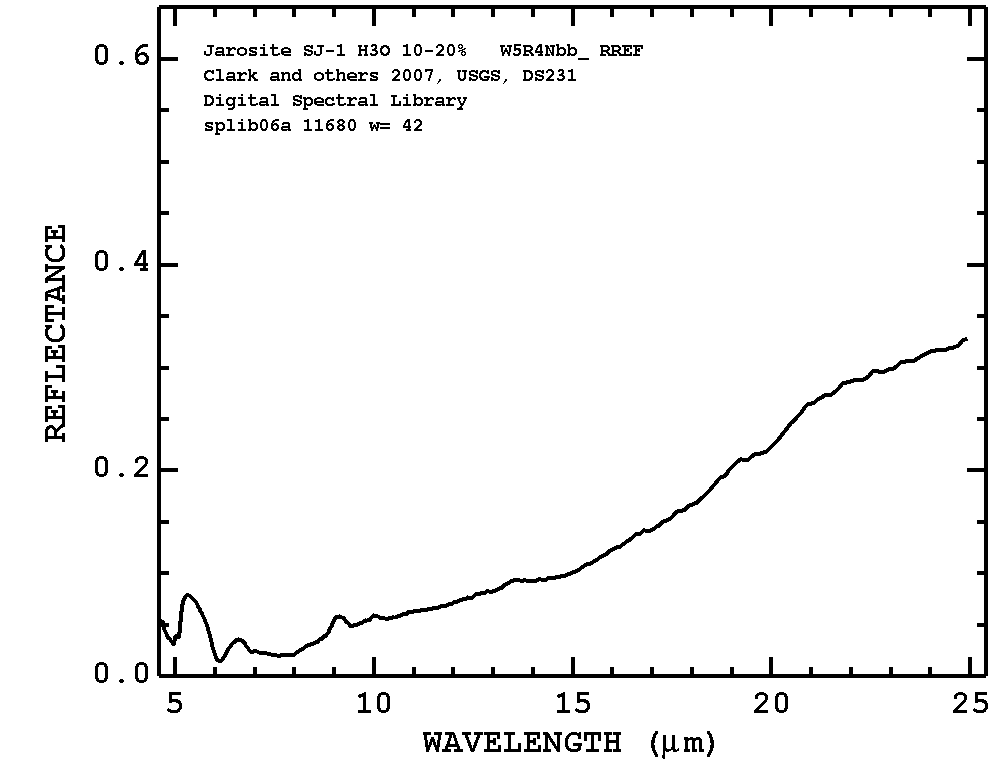 Jarosite SJ-1 H3O 10-20% W5R4Nbb_ RREF
Clark and others 2007, USGS, DS231
Digital Spectral Library
splib06a 11680 w= 42
REFLECTANCE
0.6
0.4
0.2
0.0
5 10 15 20 25
WAVELENGTH (μm)